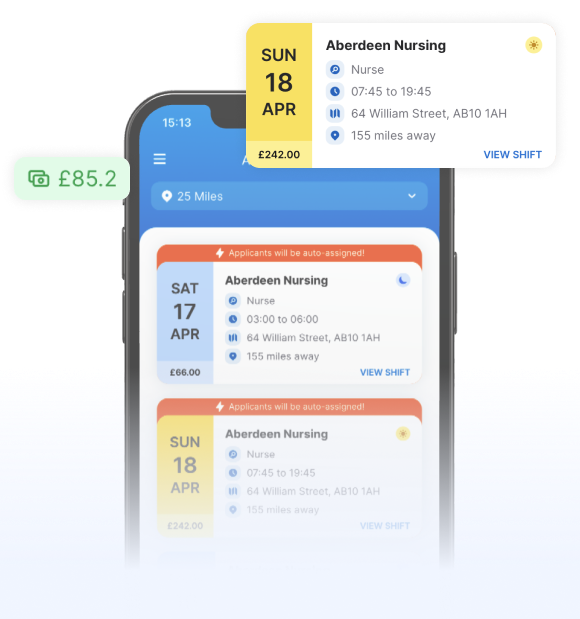 SUN
18
APR
£242.00
Aberdeen Nursing
Nurse
07:45 to 19:45
64 William Street, AB10 1AH
155 miles away
VIEW SHIFT
£85.2
15:13
A
25 Miles
Applicants will be auto-assigned!
SAT
17
APR
£66.00
Aberdeen Nursing
Nurse
03:00 to 06:00
64 William Street, AB10 1AH
155 miles away
VIEW SHIFT
Applicants will be auto-assigned!
SUN
18
APR
£242.00
Aberdeen Nursing
Nurse
07:45 to 19:45
64 William Street, AB10 1AH
155 miles away
VIEW SHIFT